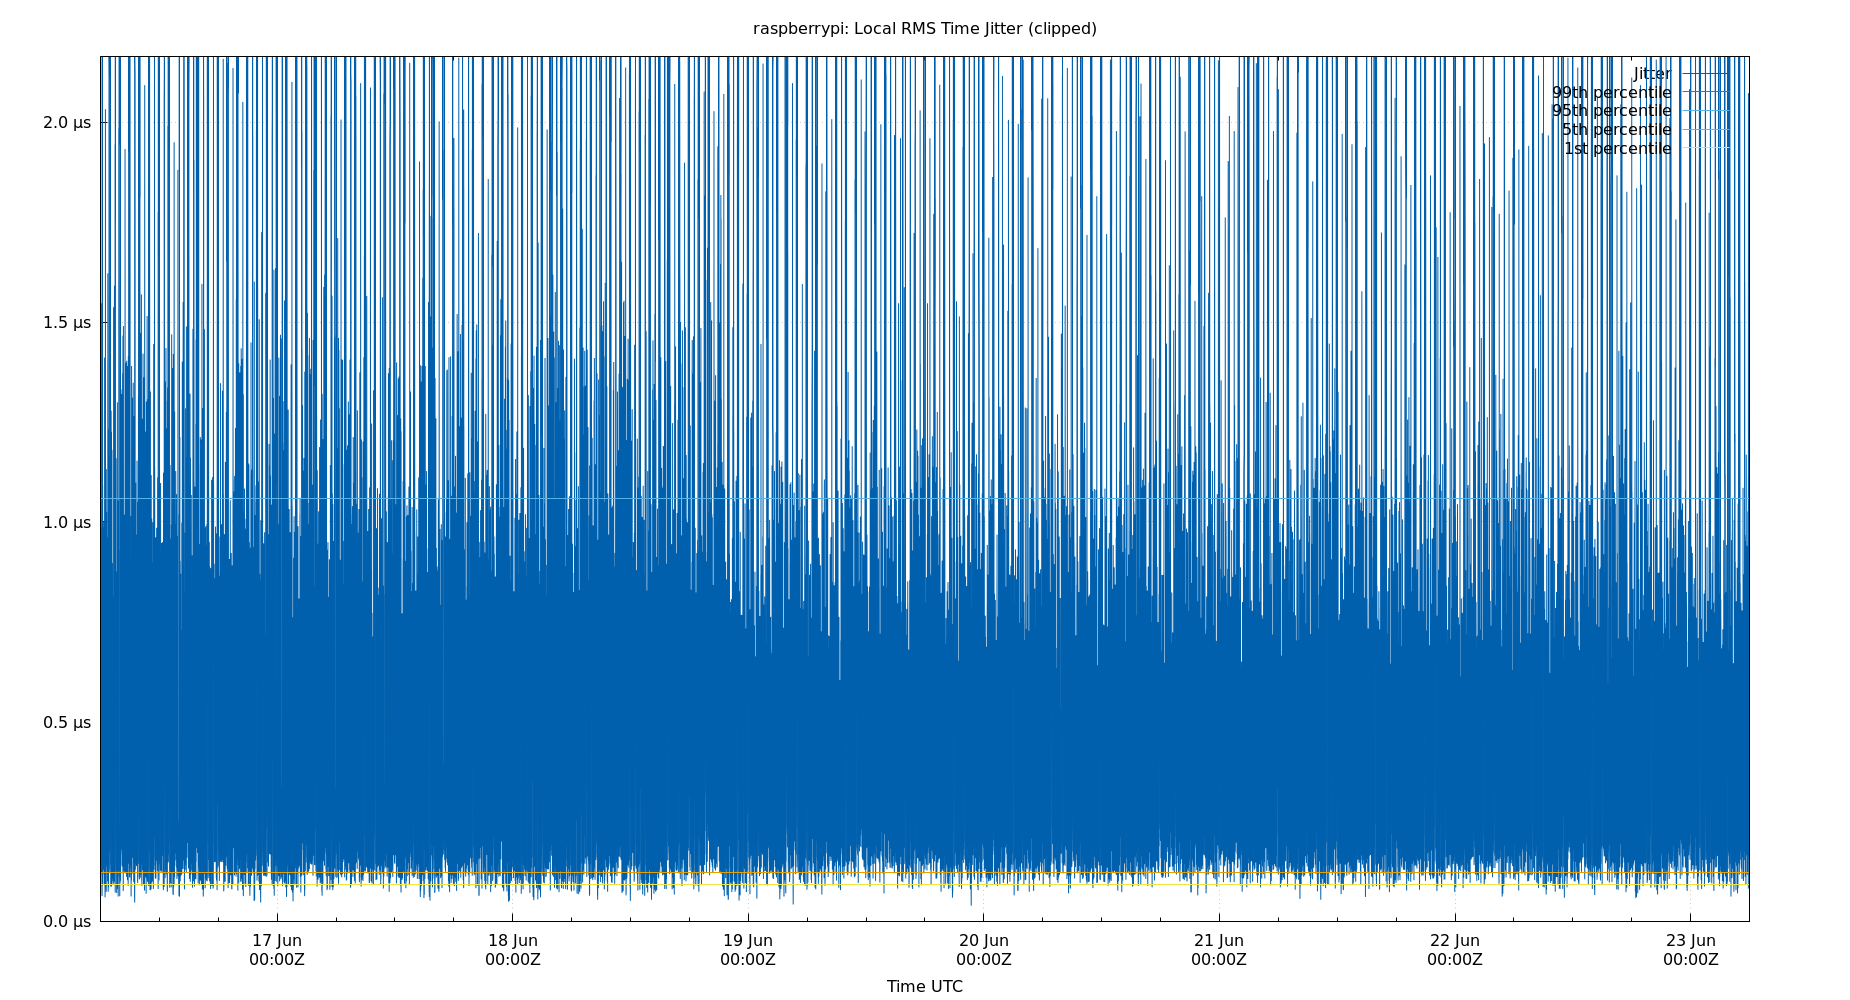 raspberrypi: Local RMS Time Jitter (clipped)
Jitter
99th percentile
95th percentile
5th percentile
1st percentile
2.0 µs
1.5 µs
1.0 µs
0.5 µs
0.0 µs
17 Jun 18 Jun 19 Jun 20 Jun 21 Jun 22 Jun 23 Jun
00:00Z 00:00Z 00:00Z 00:00Z 00:00Z 00:00Z 00:00Z
Time UTC